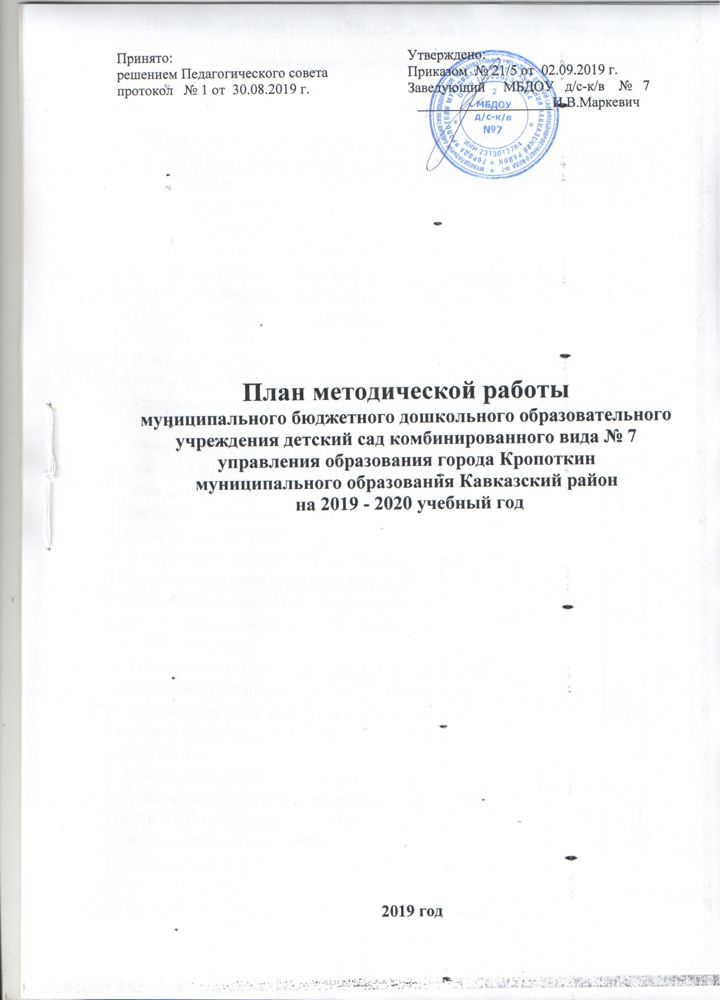 Принято:
решением Педагогического совета
протокол № 1 от 30.08.2019 г.
Утверждено:
Приказом № 21/5 от 02.09.2019 г.
Заведующий МБДОУ д/с-к/в № 7
И.В.Маркевич
2
МБДОУ
д/с-к/в
№7
ИНН 2313012784
План методической работы
муниципального бюджетного дошкольного образовательного
учреждения детский сад комбинированного вида № 7
управления образования города Кропоткин
муниципального образования Кавказский район
на 2019 - 2020 учебный год
2019 год